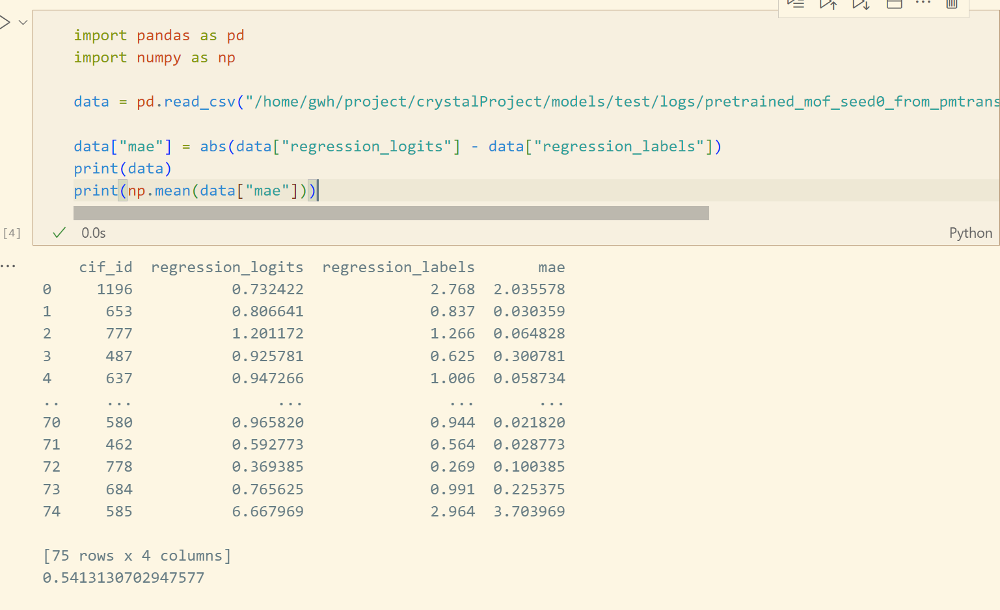 import pandas as pd
import numpy as np
data = pd.read_csv("/home/gwh/project/crystalProject/models/test/logs/pretrained_mof_seed0_from_pmtrans
data["mae"] = abs(data["regression_logits"] - data["regression_labels"])
print(data)
print(np.mean(data["mae"]))
[4] 0.0s Python
cif_id regression_logits regression_labels mae
0 1196 0.732422 2.768 2.035578
1 653 0.806641 0.837 0.030359
2 777 1.201172 1.266 0.064828
3 487 0.925781 0.625 0.300781
4 637 0.947266 1.006 0.058734
.. ... ... ... ...
70 580 0.965820 0.944 0.021820
71 462 0.592773 0.564 0.028773
72 778 0.369385 0.269 0.100385
73 684 0.765625 0.991 0.225375
74 585 6.667969 2.964 3.703969
[75 rows x 4 columns]
0.5413130702947577